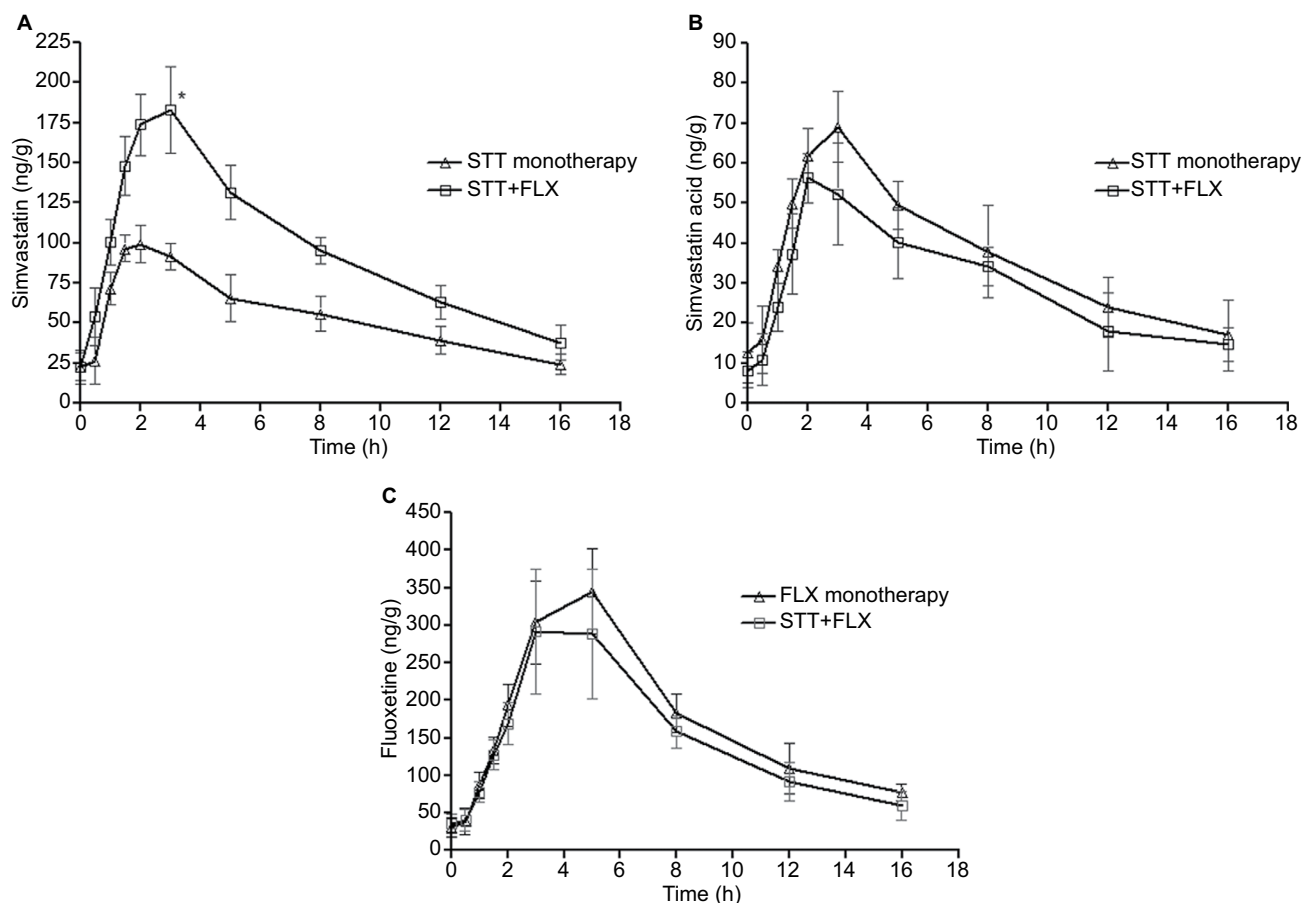 A
225
200
175
150
125
100
75
50
25
0
Simvastatin (ng/g)
*
STT monotherapy
STT+FLX
0 2 4 6 8 10 12 14 16 18
Time (h)
B
90
80
70
60
50
40
30
20
10
0
Simvastatin acid (ng/g)
STT monotherapy
STT+FLX
0 2 4 6 8 10 12 14 16 18
Time (h)
C
450
400
350
300
250
200
150
100
50
0
Fluoxetine (ng/g)
FLX monotherapy
STT+FLX
0 2 4 6 8 10 12 14 16 18
Time (h)